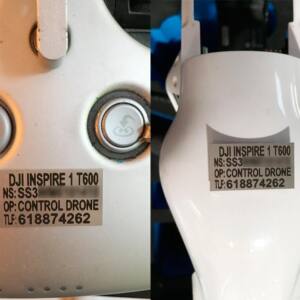 DJI INSPIRE 1 T600
NS:SS3
OP:CONTROL DRONE
TLF:618874262
DJI INSPIRE 1 T600
NS:SS3
OP:CONTROL DRONE
TLF:618874262